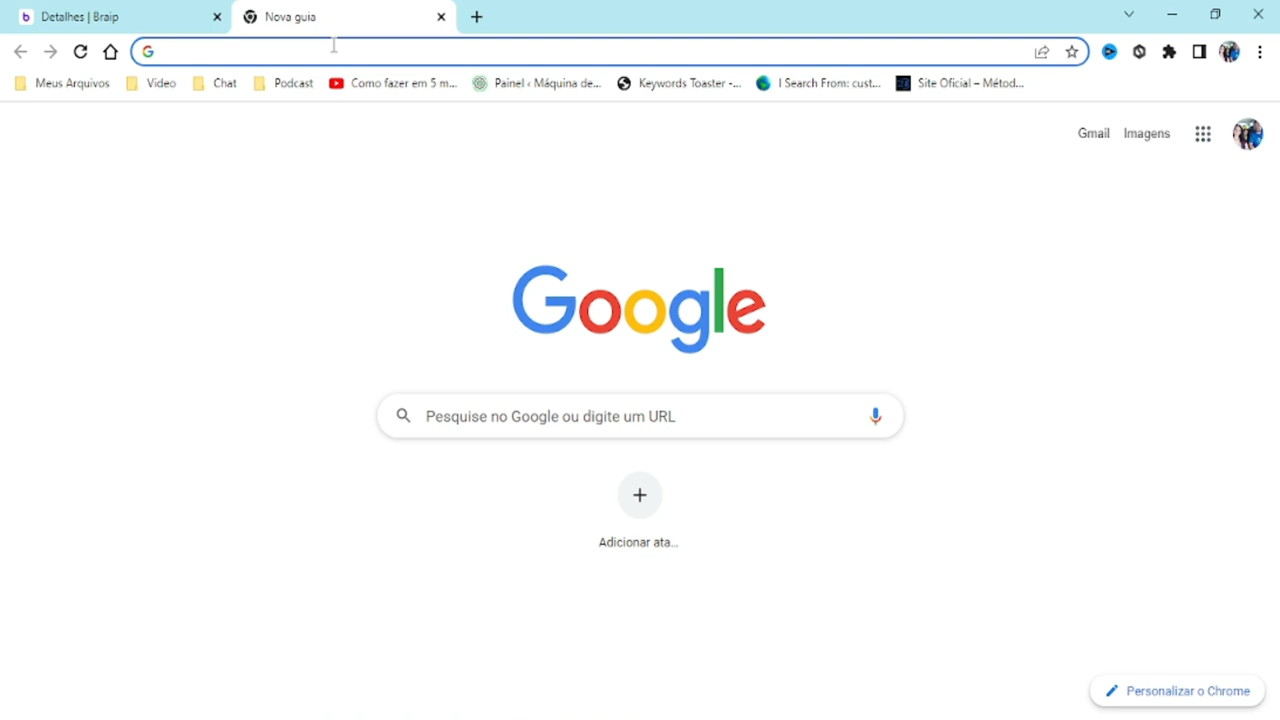 Detalhes | Braip
Nova guia
Meus Arquivos
Video
Chat
Podcast
Como fazer em 5 m...
Painel ‹ Máquina de...
Keywords Toaster -...
I Search From: cust...
Site Oficial – Métod...
Gmail
Imagens
Google
Pesquise no Google ou digite um URL
Adicionar ata...
Personalizar o Chrome